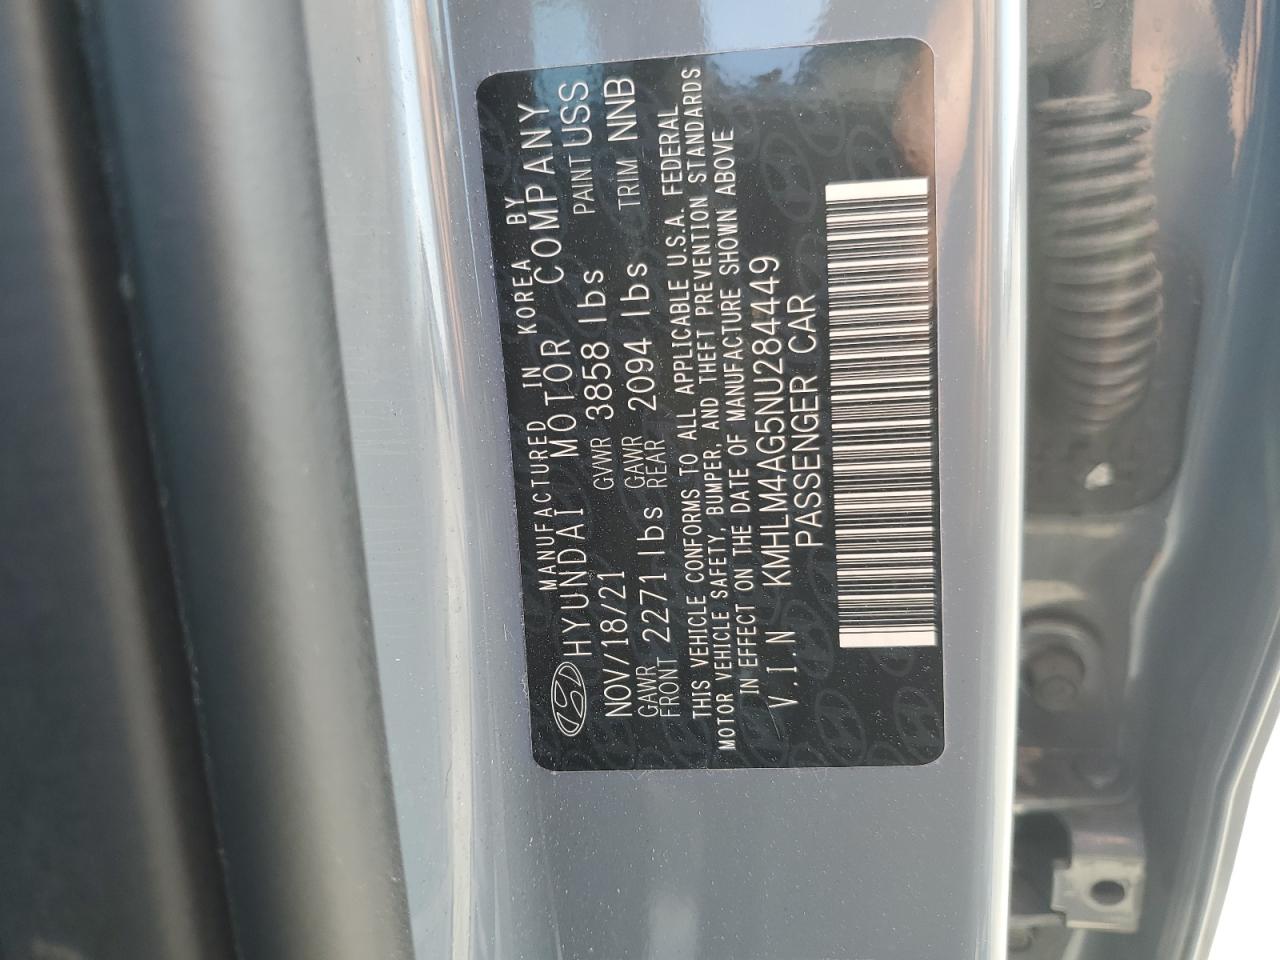 MANUFACTURED IN KOREA BY
HYUNDAI MOTOR COMPANY
NOV/18/21 GVWR 3858 lbs PAINT USS
GAWR FRONT 2271 lbs GAWR REAR 2094 lbs TRIM NNB
THIS VEHICLE CONFORMS TO ALL APPLICABLE U.S.A. FEDERAL
MOTOR VEHICLE SAFETY, BUMPER, AND THEFT PREVENTION STANDARDS
IN EFFECT ON THE DATE OF MANUFACTURE SHOWN ABOVE
V.I.N KMHLM4AG5NU284449
PASSENGER CAR